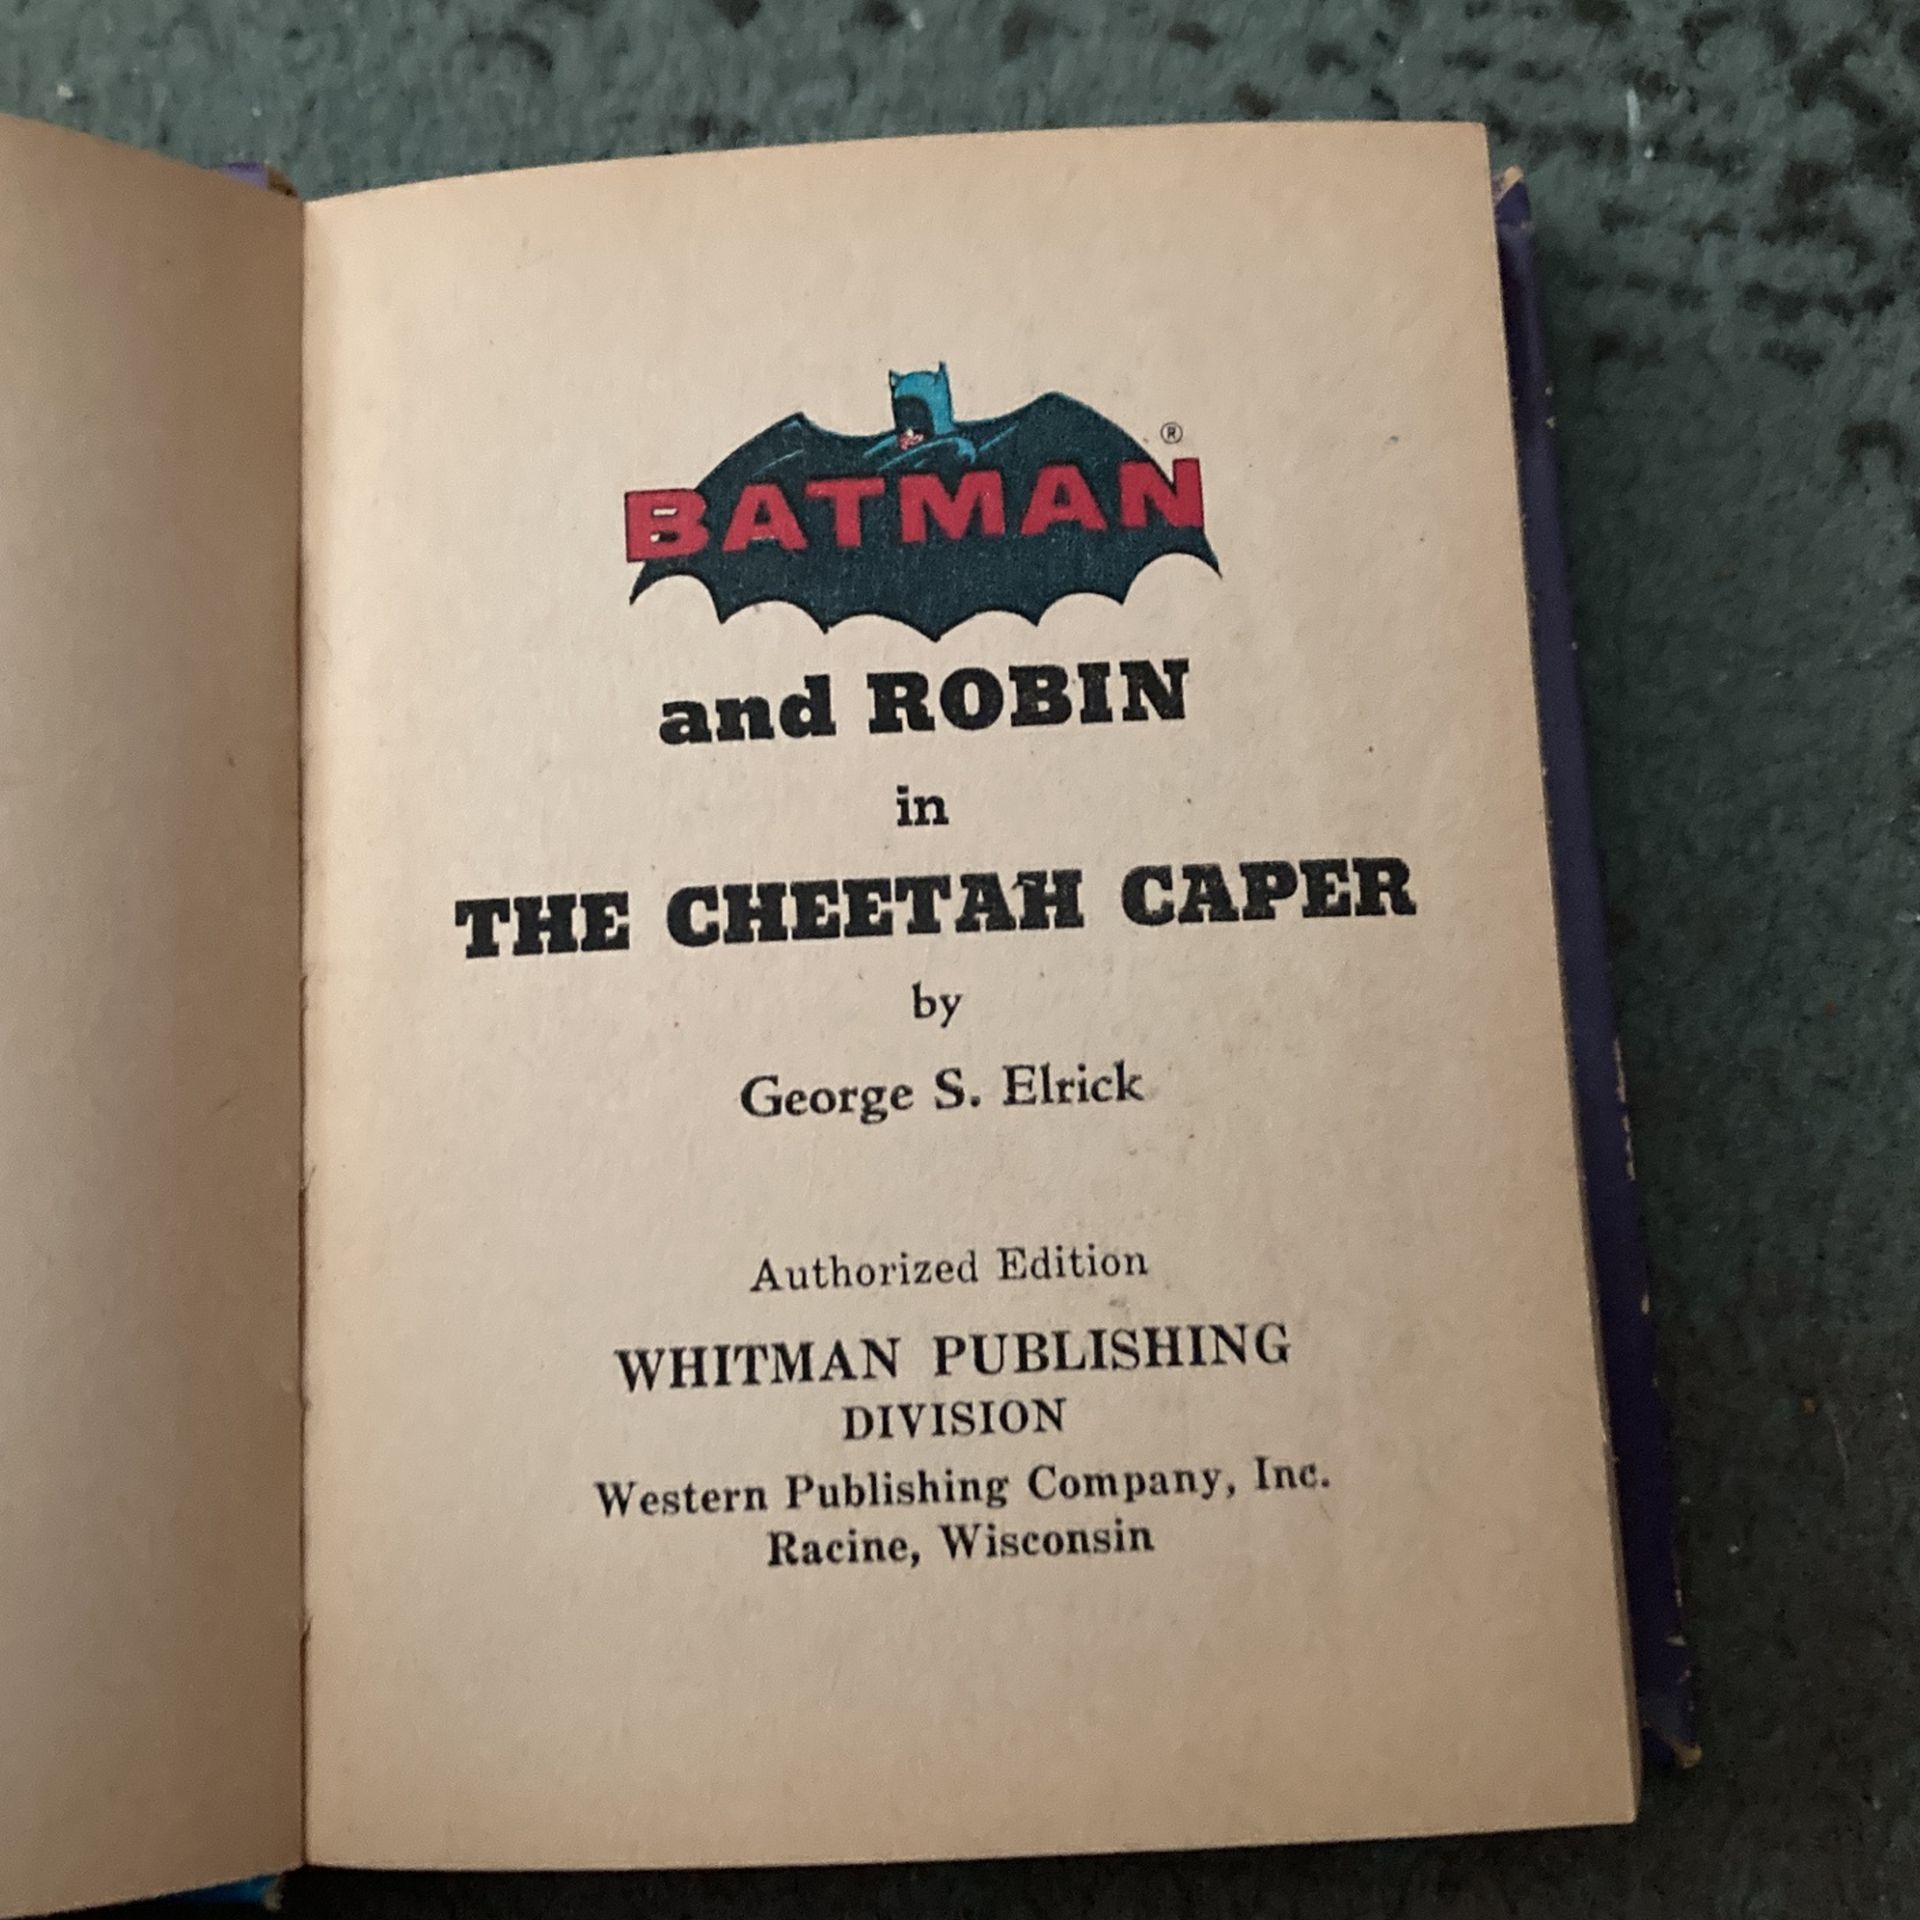 BATMAN ®
and ROBIN
in
THE CHEETAH CAPER
by
George S. Elrick
Authorized Edition
WHITMAN PUBLISHING
DIVISION
Western Publishing Company, Inc.
Racine, Wisconsin